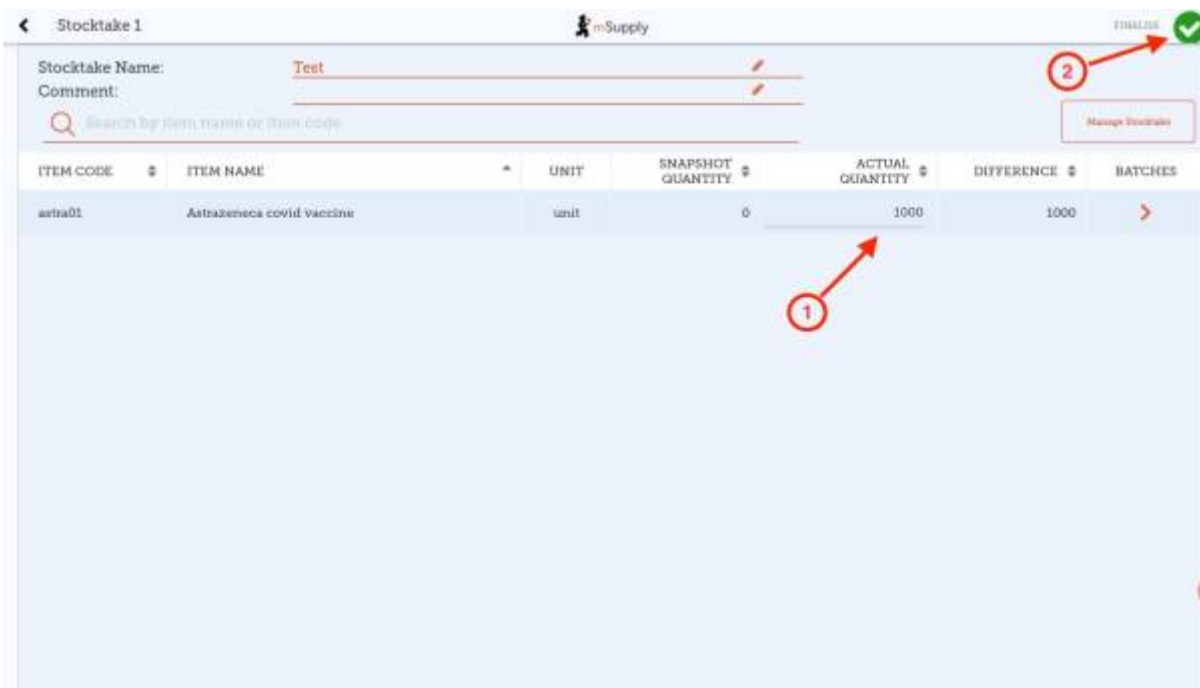 Stocktake 1
mSupply
FINALISE
2
Stocktake Name:
Test
Comment:
Search by item name or item code
Manage Stocktake
ITEM CODE
ITEM NAME
UNIT
SNAPSHOT
QUANTITY
ACTUAL
QUANTITY
DIFFERENCE
BATCHES
astra01
Astrazeneca covid vaccine
unit
0
1000
1000
1